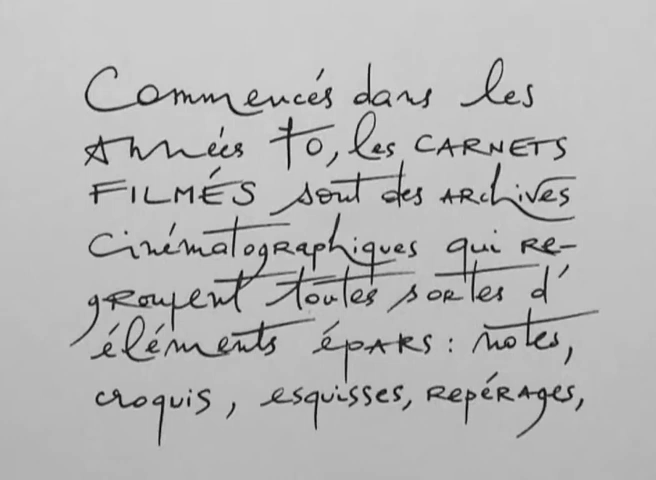 Commencés dans les
Années 70, les CARNETS
FILMÉS sont des ARchiVES
cinématographiques qui RE-
GROUPENT toutes sortes d'
éléments épars : notes,
croquis, esquisses, REPÉRAGES,